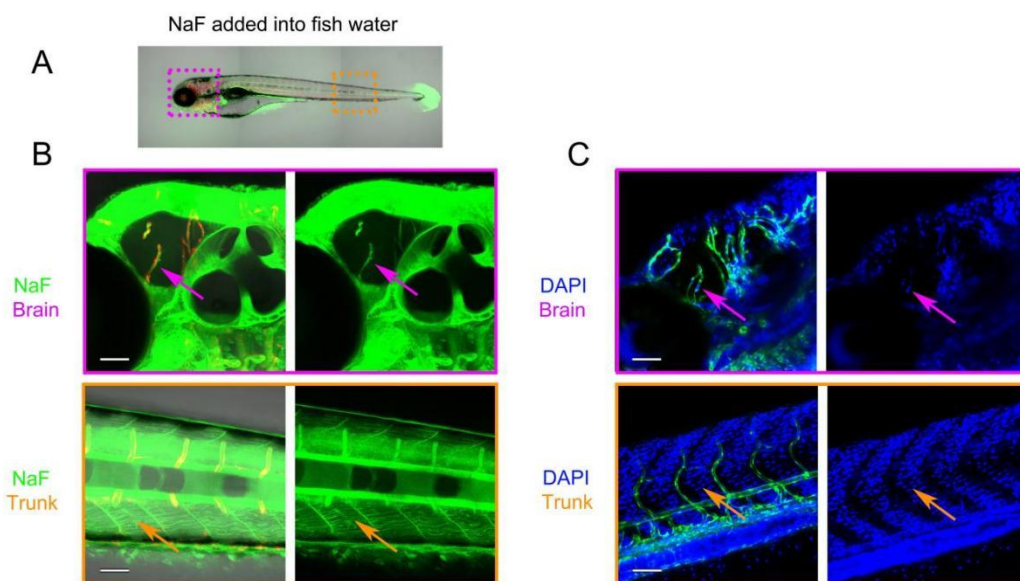 NaF added into fish water
A
B
C
NaF
Brain
DAPI
Brain
NaF
Trunk
DAPI
Trunk